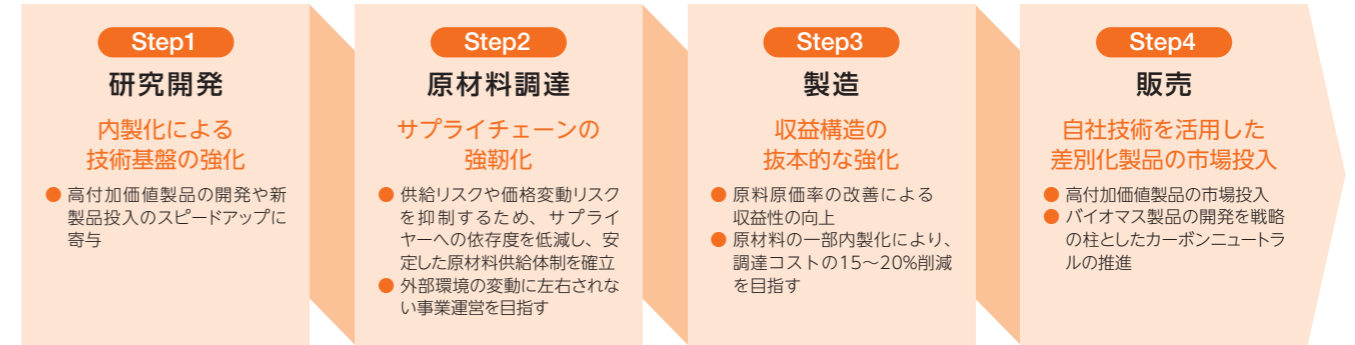 Step1
研究開発
内製化による
技術基盤の強化
● 高付加価値製品の開発や新
製品投入のスピードアップに
寄与
Step2
原材料調達
サプライチェーンの
強靭化
● 供給リスクや価格変動リスク
を抑制するため、サプライ
ヤーへの依存度を低減し、安
定した原材料供給体制を確立
● 外部環境の変動に左右されな
い事業運営を目指す
Step3
製造
収益構造の
抜本的な強化
● 原料原価率の改善による
収益性の向上
● 原材料の一部内製化により、
調達コストの15～20%削減
を目指す
Step4
販売
自社技術を活用した
差別化製品の市場投入
● 高付加価値製品の市場投入
● バイオマス製品の開発を戦略
の柱としたカーボンニュートラ
ルの推進